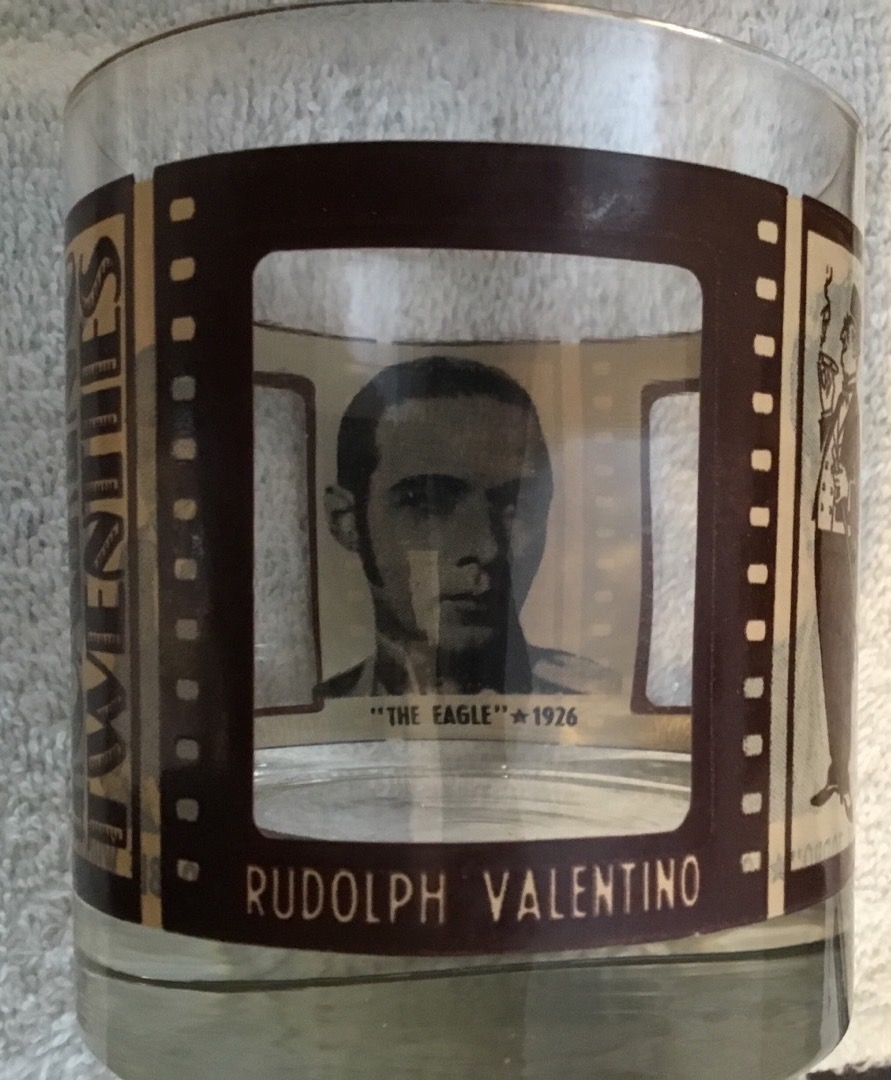 TWENTIES
"THE EAGLE"★1926
RUDOLPH VALENTINO